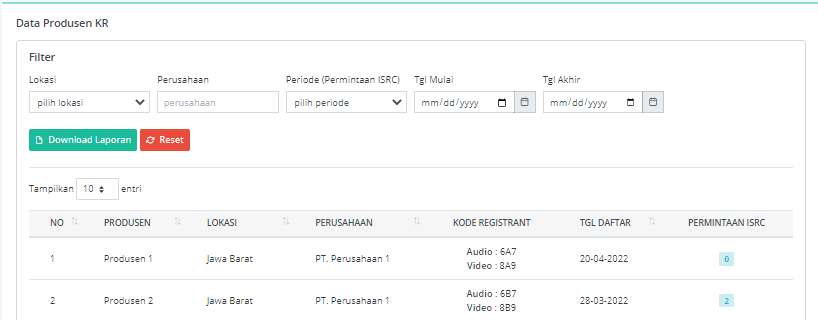 Data Produsen KR
Filter
Lokasi Perusahaan Periode (Permintaan ISRC) Tgl Mulai Tgl Akhir
pilih lokasi perusahaan pilih periode mm/dd/yyyy mm/dd/yyyy
Download Laporan Reset
Tampilkan 10 entri
NO PRODUSEN LOKASI PERUSAHAAN KODE REGISTRANT TGL DAFTAR PERMINTAAN ISRC
1 Produsen 1 Jawa Barat PT. Perusahaan 1 Audio : 6A7 20-04-2022 0
Video : 8A9
2 Produsen 2 Jawa Barat PT. Perusahaan 1 Audio : 6B7 28-03-2022 2
Video : 8B9